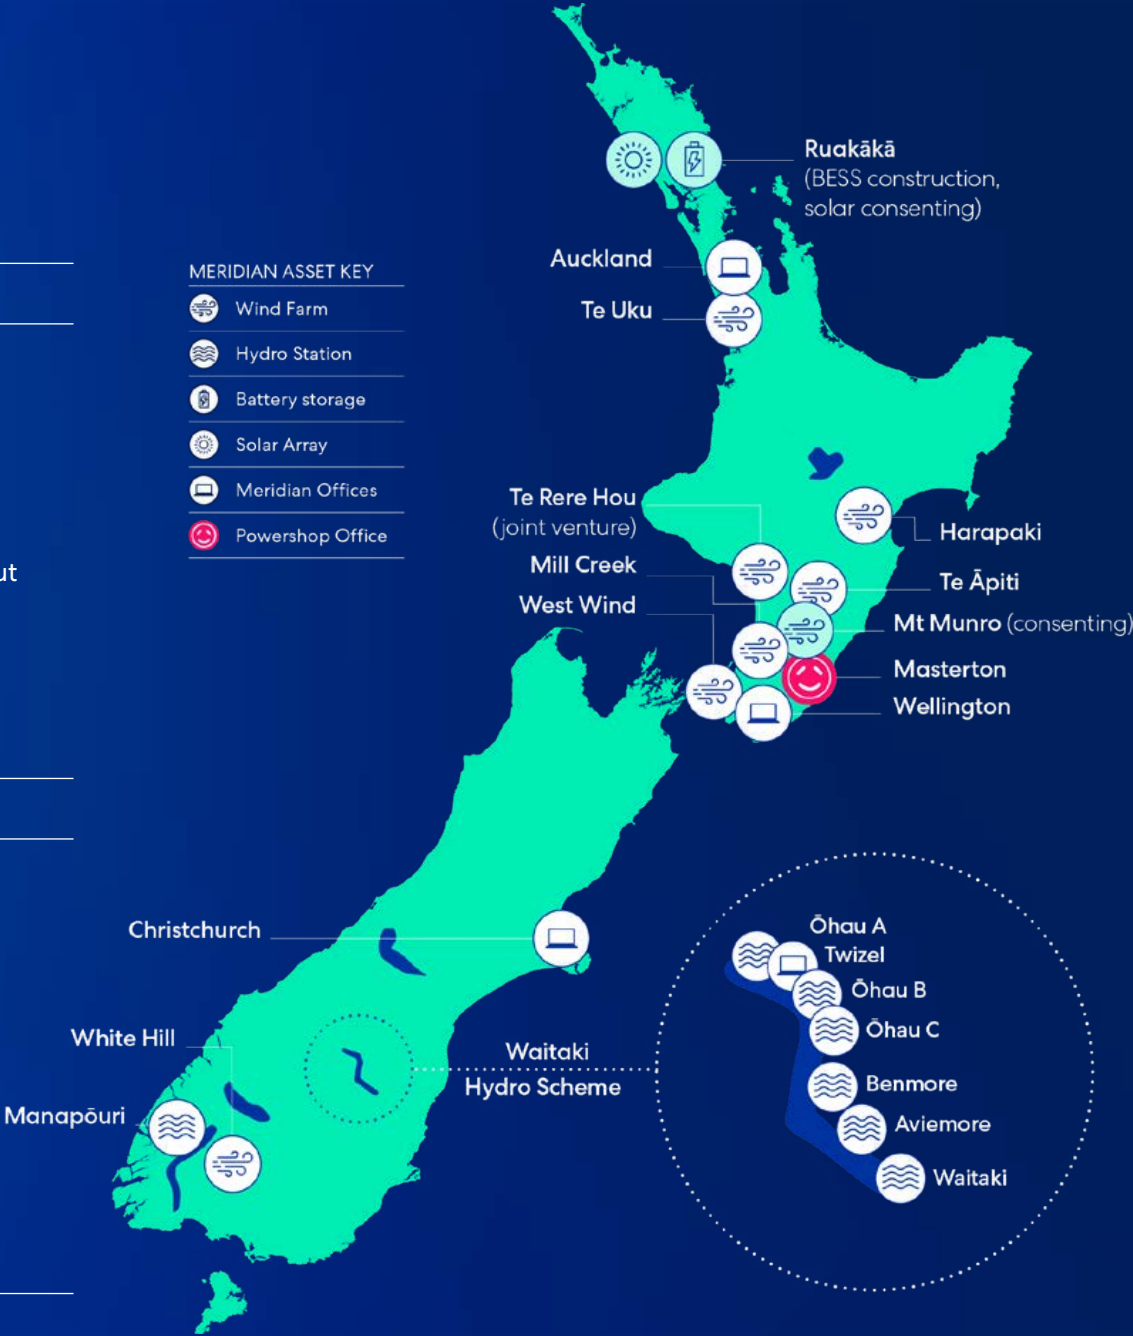 Ruakākā
(BESS construction,
solar consenting)
Auckland
Te Uku
MERIDIAN ASSET KEY
Wind Farm
Hydro Station
Battery storage
Solar Array
Meridian Offices
Powershop Office
ut
Te Rere Hou
(joint venture)
Mill Creek
West Wind
Harapaki
Te Āpiti
Mt Munro (consenting)
Masterton
Wellington
Christchurch
White Hill
Manapōuri
Waitaki
Hydro Scheme
Ōhau A
Twizel
Ōhau B
Ōhau C
Benmore
Aviemore
Waitaki